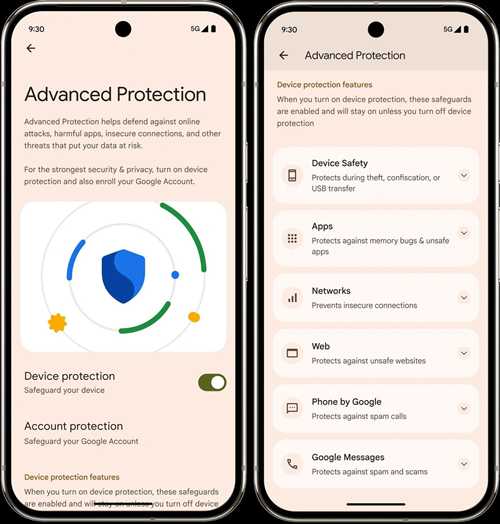 9:30
5G
Advanced Protection
Advanced Protection helps defend against online
attacks, harmful apps, insecure connections, and other
threats that put your data at risk.
For the strongest security & privacy, turn on device
protection and also enroll your Google Account.
Device protection
Safeguard your device
Account protection
Safeguard your Google Account
Device protection features
When you turn on device protection, these safeguards
are enabled and will stay on unless you turn off device
9:30
5G
Advanced Protection
Device protection features
When you turn on device protection, these safeguards
are enabled and will stay on unless you turn off device
protection
Device Safety
Protects during theft, confiscation, or
USB transfer
Apps
Protects against memory bugs & unsafe
apps
Networks
Prevents insecure connections
Web
Protects against unsafe websites
Phone by Google
Protects against spam calls
Google Messages
Protects against spam and scams